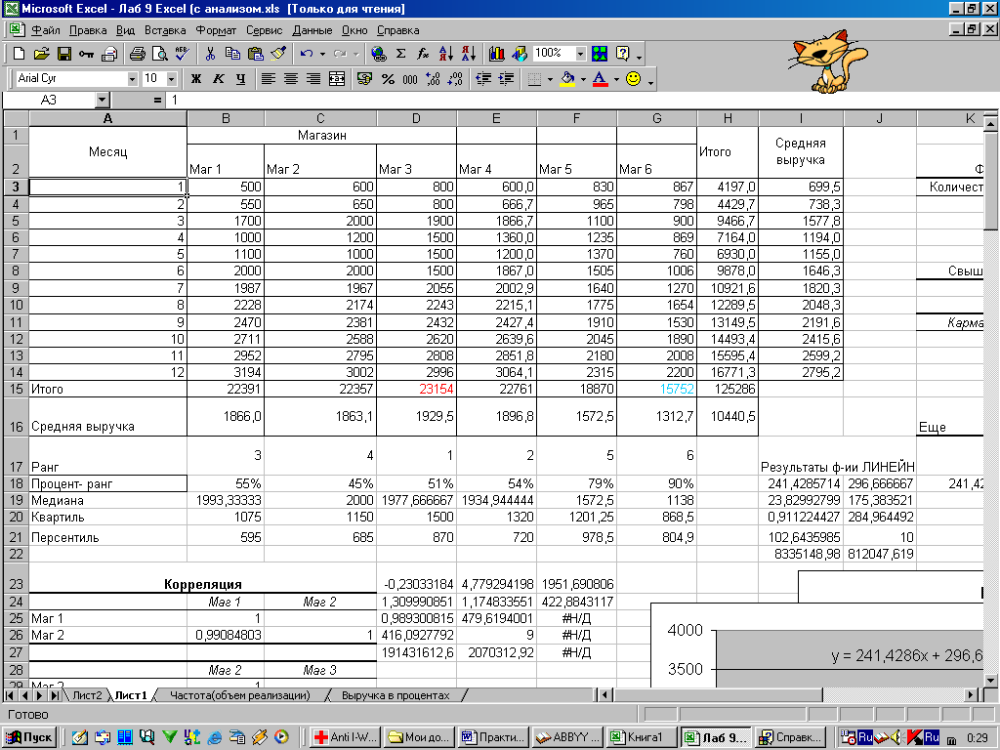 Microsoft Excel - Лаб 9 Excel (с анализом.xls [Только для чтения]
Файл Правка Вид Вставка Формат Сервис Данные Окно Справка
100%
Arial Cyr 10 Ж К Ч
A3 = 1
A B C D E F G H I J K
1 Месяц Магазин Итого Средняя выручка
2 Маг 1 Маг 2 Маг 3 Маг 4 Маг 5 Маг 6 Ф
3 1 500 600 800 600,0 830 867 4197,0 699,5 Количест
4 2 550 650 800 666,7 965 798 4429,7 738,3
5 3 1700 2000 1900 1866,7 1100 900 9466,7 1577,8
6 4 1000 1200 1500 1360,0 1235 869 7164,0 1194,0
7 5 1100 1000 1500 1200,0 1370 760 6930,0 1155,0
8 6 2000 2000 1500 1867,0 1505 1006 9878,0 1646,3 Свыш
9 7 1987 1967 2055 2002,9 1640 1270 10921,6 1820,3
10 8 2228 2174 2243 2215,1 1775 1654 12289,5 2048,3
11 9 2470 2381 2432 2427,4 1910 1530 13149,5 2191,6 Карма
12 10 2711 2588 2620 2639,6 2045 1890 14493,4 2415,6
13 11 2952 2795 2808 2851,8 2180 2008 15595,4 2599,2
14 12 3194 3002 2996 3064,1 2315 2200 16771,3 2795,2
15 Итого 22391 22357 23154 22761 18870 15752 125286
16 Средняя выручка 1866,0 1863,1 1929,5 1896,8 1572,5 1312,7 10440,5 Еще
17 Ранг 3 4 1 2 5 6 Результаты ф-ии ЛИНЕЙН
18 Процент- ранг 55% 45% 51% 54% 79% 90% 241,4285714 296,666667 241,42
19 Медиана 1993,33333 2000 1977,666667 1934,944444 1572,5 1138 23,82992799 175,383521
20 Квартиль 1075 1150 1500 1320 1201,25 868,5 0,911224427 284,964492
21 Персентиль 595 685 870 720 978,5 804,9 102,6435985 10
22 8335148,98 812047,619
23 Корреляция -0,23033184 4,779294198 1951,690806
24 Маг 1 Маг 2 1,309990851 1,174833551 422,8843117
25 Маг 1 1 0,989300815 479,6194001 #Н/Д
26 Маг 2 0,99084803 1 416,0927792 9 #Н/Д
27 191431612,6 2070312,92 #Н/Д
28 Маг 2 Маг 3
29 Маг 2 1
4000
y = 241,4286x + 296,6
3500
Лист2 Лист1 Частота(объем реализации) Выручка в процентах
Готово
Пуск Anti I-W... Мои до... Практи... ABBYY ... Книга1 Лаб 9... Справк... Ru Ru 0:29